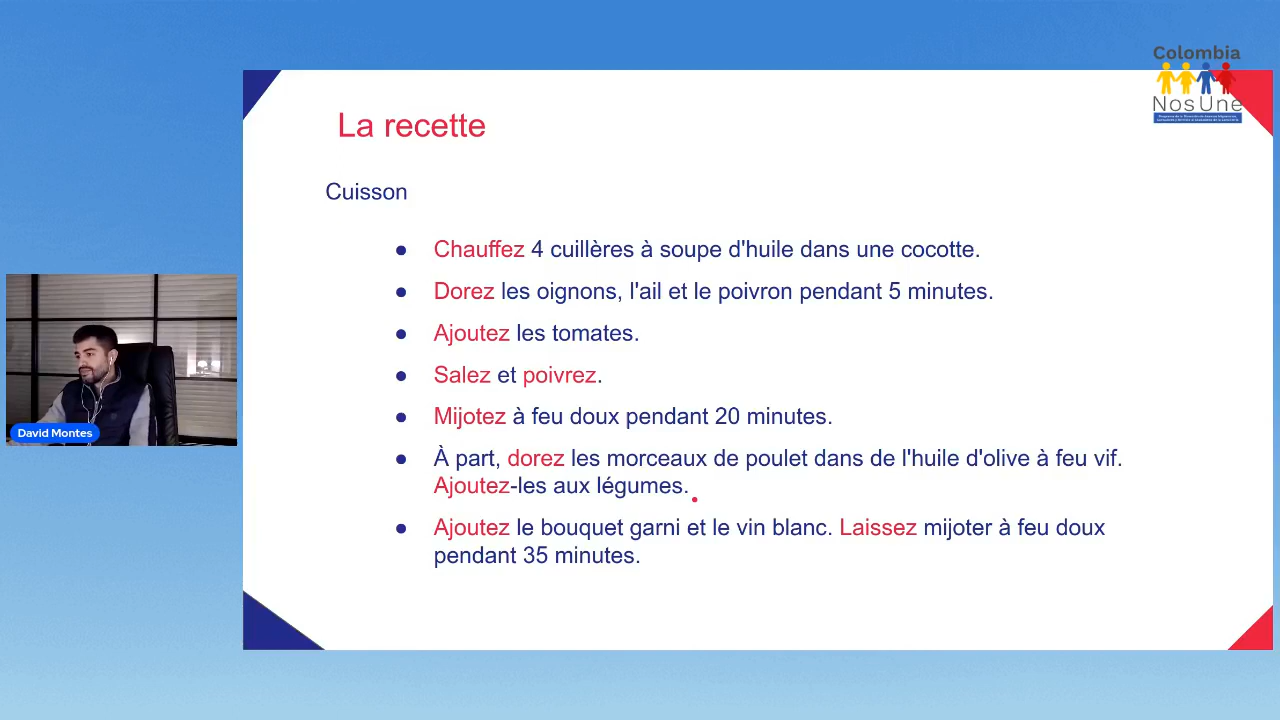 Colombia
NosUne
La recette
Cuisson
● Chauffez 4 cuillères à soupe d'huile dans une cocotte.
● Dorez les oignons, l'ail et le poivron pendant 5 minutes.
● Ajoutez les tomates.
● Salez et poivrez.
● Mijotez à feu doux pendant 20 minutes.
● À part, dorez les morceaux de poulet dans de l'huile d'olive à feu vif.
Ajoutez-les aux légumes.
● Ajoutez le bouquet garni et le vin blanc. Laissez mijoter à feu doux
pendant 35 minutes.
David Montes